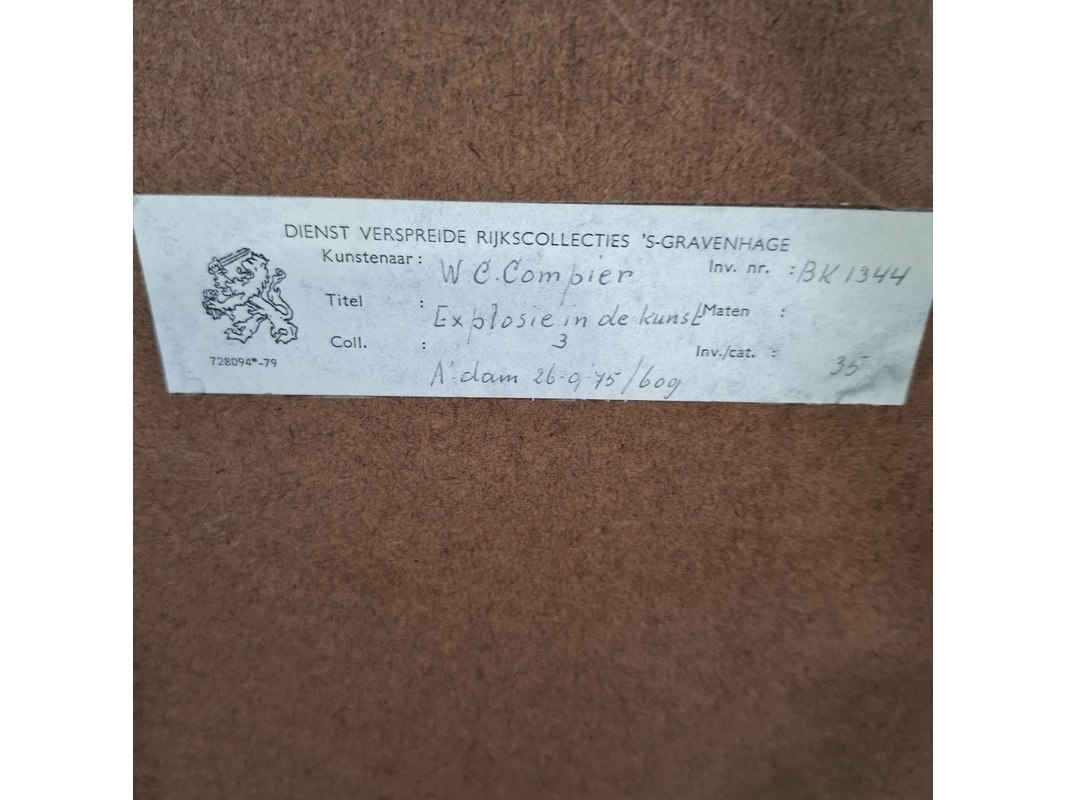 DIENST VERSPREIDE RIJKSCOLLECTIES 'S-GRAVENHAGE
Kunstenaar : W C. Compier Inv. nr. : BK 1344
Titel : Explosie in de kunst Maten :
Coll. : 3 Inv./cat. : 35
A'dam 26-9-75/609
728094*-79